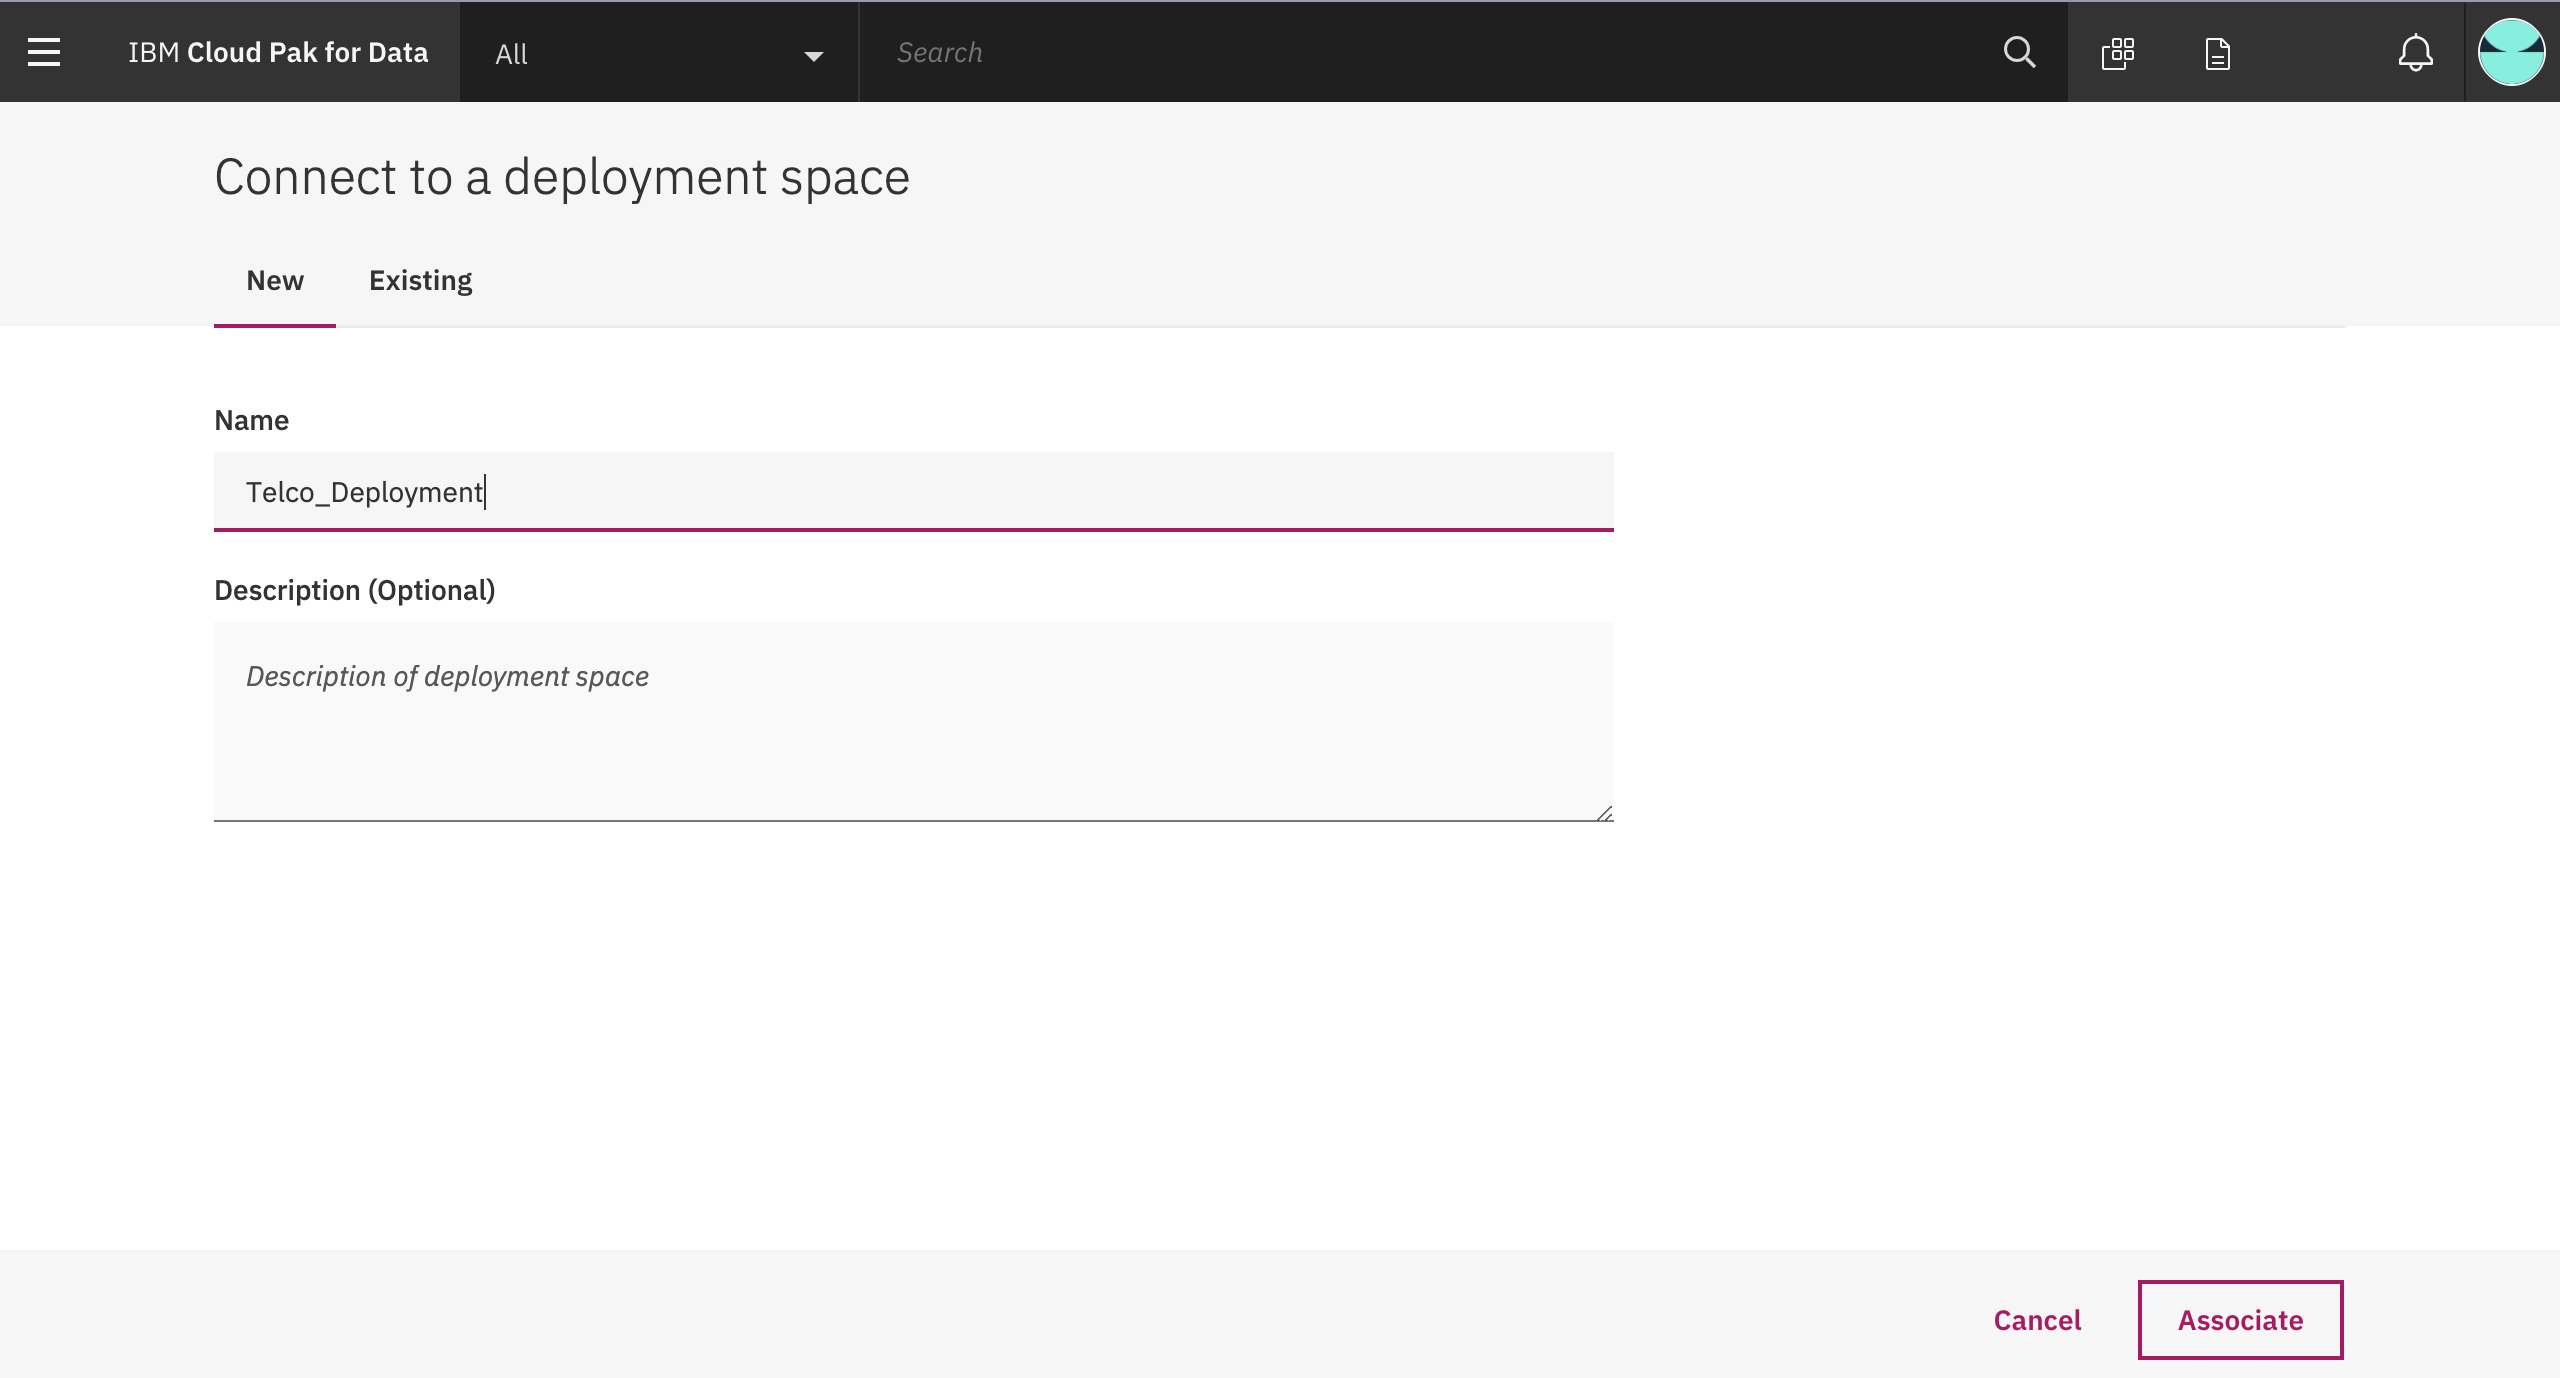 IBM Cloud Pak for Data
All
Search
Connect to a deployment space
New
Existing
Name
Telco_Deployment
Description (Optional)
Description of deployment space
Cancel
Associate